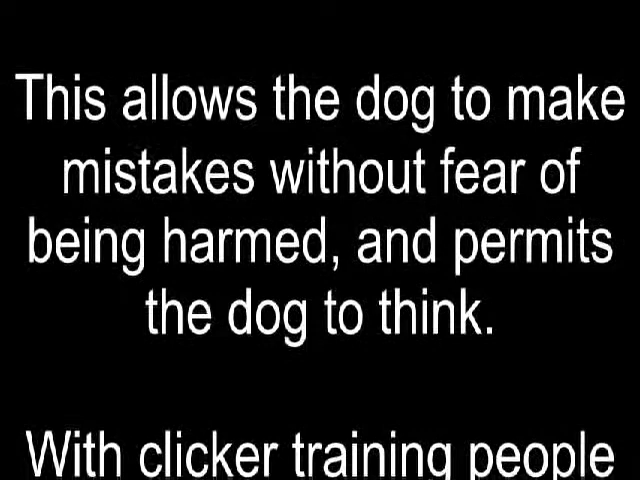 This allows the dog to make
mistakes without fear of
being harmed, and permits
the dog to think.
With clicker training people